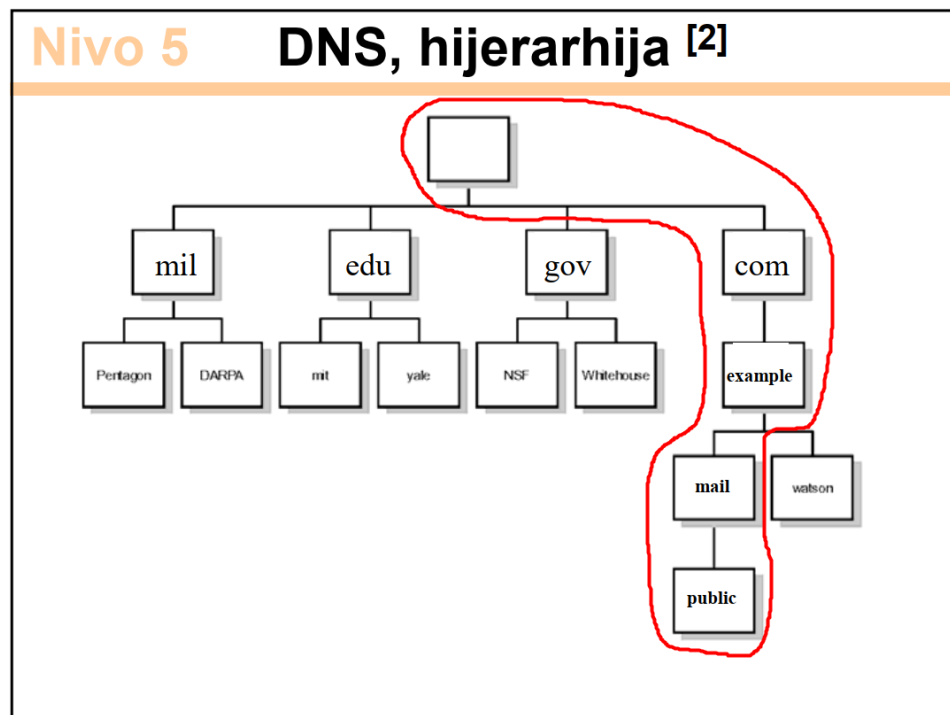 Nivo 5 DNS, hijerarhija [2]
mil edu gov com
Pentagon DARPA mit yale NSF Whitehouse example
mail watson
public